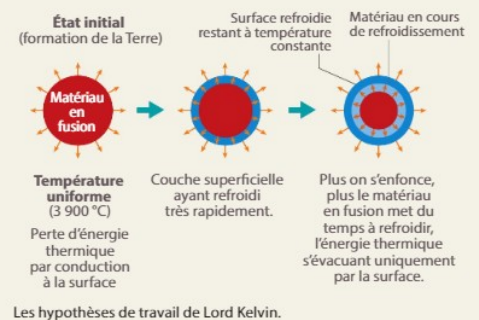 État initial
(formation de la Terre)
Surface refroidie
restant à température
constante
Matériau en cours
de refroidissement
Matériau
en
fusion
Température
uniforme
(3 900 °C)
Perte d'énergie
thermique
par conduction
à la surface
Couche superficielle
ayant refroidi
très rapidement.
Plus on s'enfonce,
plus le matériau
en fusion met du
temps à refroidir,
l'énergie thermique
s'évacuant uniquement
par la surface.
Les hypothèses de travail de Lord Kelvin.